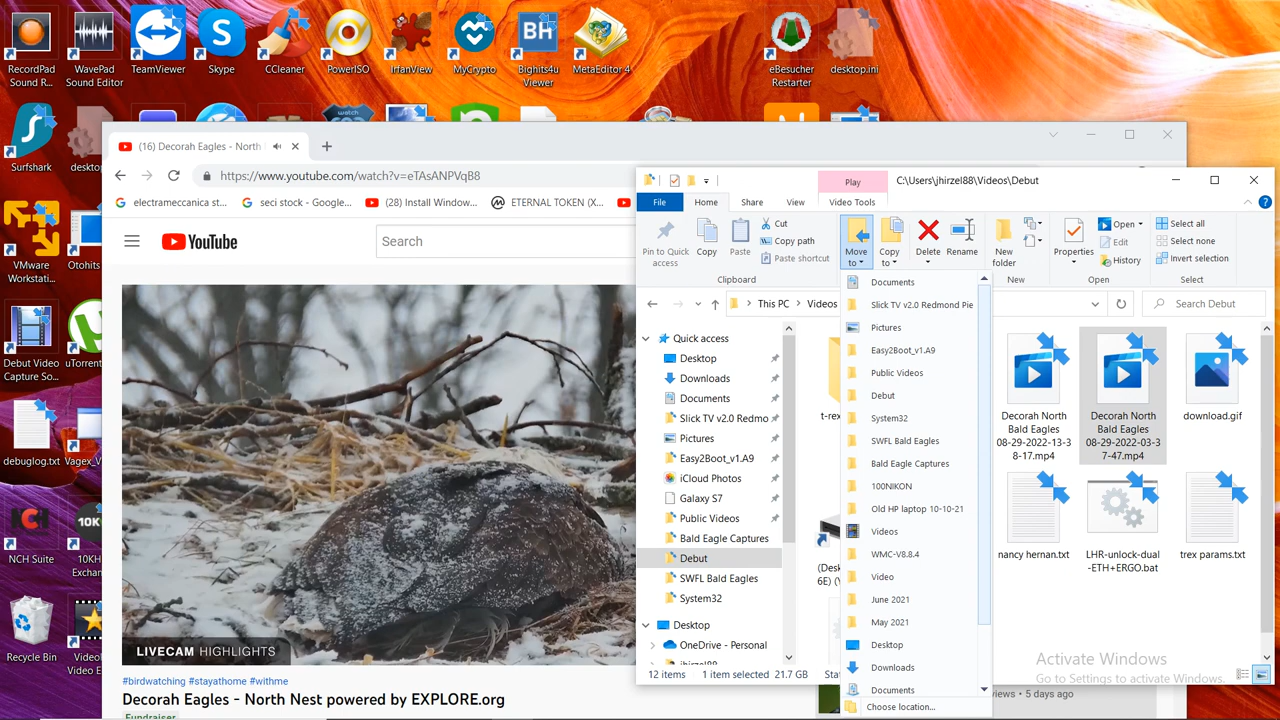 RecordPad
Sound R...
WavePad
Sound Editor
TeamViewer
Skype
CCleaner
PowerISO
IrfanView
MyCrypto
Bighits4u
Viewer
MetaEditor 4
eBesucher
Restarter
desktop.ini
Surfshark
VMware
Workstati...
Otohits
Debut Video
Capture So...
uTorrent
debuglog.txt
NCH Suite
Recycle Bin
(16) Decorah Eagles - North
https://www.youtube.com/watch?v=eTAsANPVqB8
electrameccanica st...
seci stock - Google...
(28) Install Window...
ETERNAL TOKEN (X...
YouTube
Search
LIVECAM HIGHLIGHTS
#birdwatching #stayathome #withme
Decorah Eagles - North Nest powered by EXPLORE.org
Fundraiser
views • 5 days ago
Play
C:\Users\jhirzel88\Videos\Debut
File
Home
Share
View
Video Tools
Pin to Quick
access
Copy
Paste
Cut
Copy path
Paste shortcut
Clipboard
Move
to
Copy
to
Delete
Rename
New
folder
New
Properties
Open
Edit
History
Open
Select all
Select none
Invert selection
Select
This PC
Videos
Search Debut
Quick access
Desktop
Downloads
Documents
Slick TV v2.0 Redmo
Pictures
Easy2Boot_v1.A9
iCloud Photos
Galaxy S7
Public Videos
Bald Eagle Captures
Debut
SWFL Bald Eagles
System32
Desktop
OneDrive - Personal
jhirzel88
Documents
Slick TV v2.0 Redmond Pie
Pictures
Easy2Boot_v1.A9
Public Videos
Debut
System32
SWFL Bald Eagles
Bald Eagle Captures
100NIKON
Old HP laptop 10-10-21
Videos
WMC-V8.8.4
Video
June 2021
May 2021
Desktop
Downloads
Documents
Choose location...
Decorah North
Bald Eagles
08-29-2022-13-3
8-17.mp4
Decorah North
Bald Eagles
08-29-2022-03-3
7-47.mp4
download.gif
nancy hernan.txt
LHR-unlock-dual
-ETH+ERGO.bat
trex params.txt
12 items
1 item selected
21.7 GB
Activate Windows
Go to Settings to activate Windows.